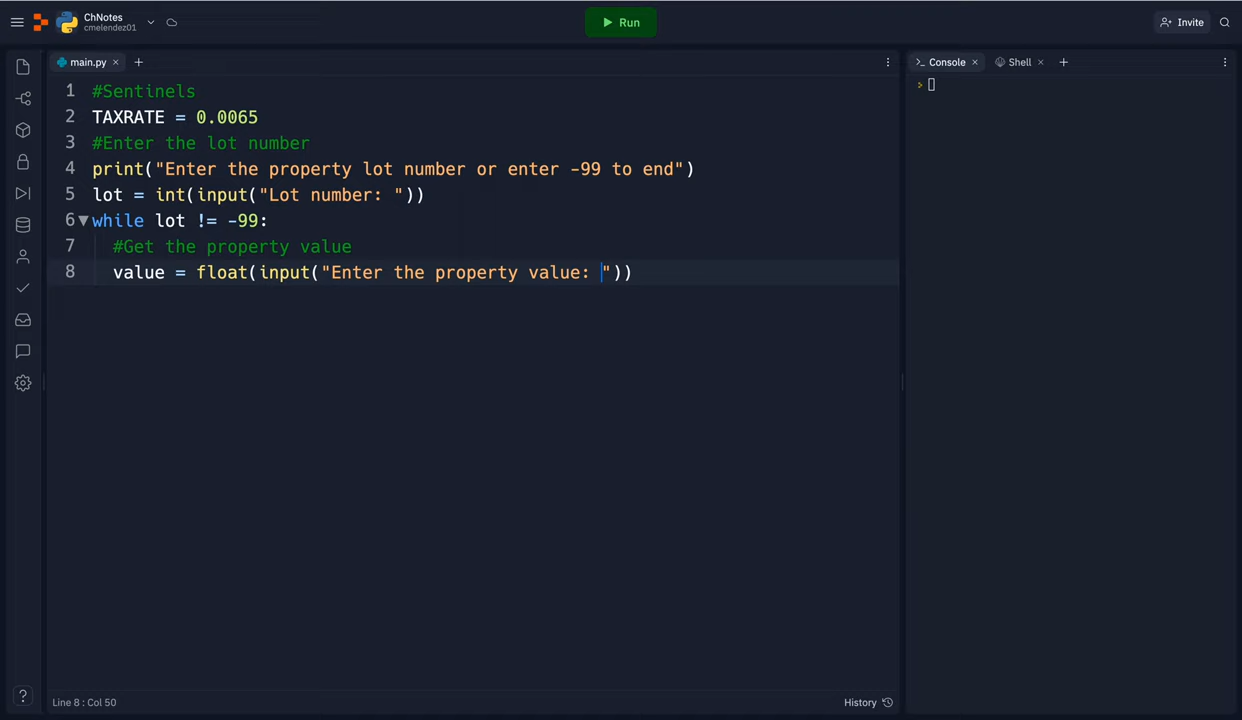 ChNotes
cmelendez01
Run
Invite
main.py
1 #Sentinels
2 TAXRATE = 0.0065
3 #Enter the lot number
4 print("Enter the property lot number or enter -99 to end")
5 lot = int(input("Lot number: "))
6 while lot != -99:
7 #Get the property value
8 value = float(input("Enter the property value: "))
Console
Shell
Line 8 : Col 50
History